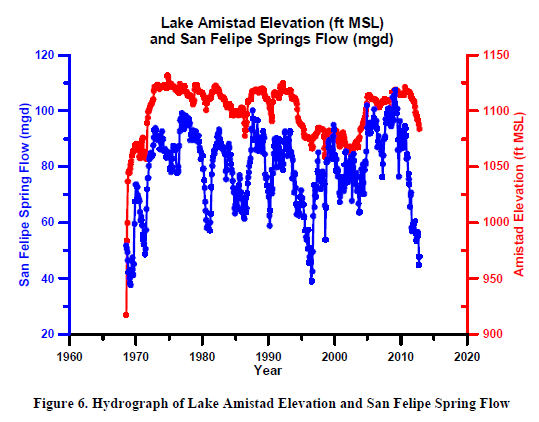 Lake Amistad Elevation (ft MSL)
and San Felipe Springs Flow (mgd)
120
100
80
60
40
20
San Felipe Spring Flow (mgd)
1150
1100
1050
1000
950
900
Amistad Elevation (ft MSL)
1960 1970 1980 1990 2000 2010 2020
Year
Figure 6. Hydrograph of Lake Amistad Elevation and San Felipe Spring Flow